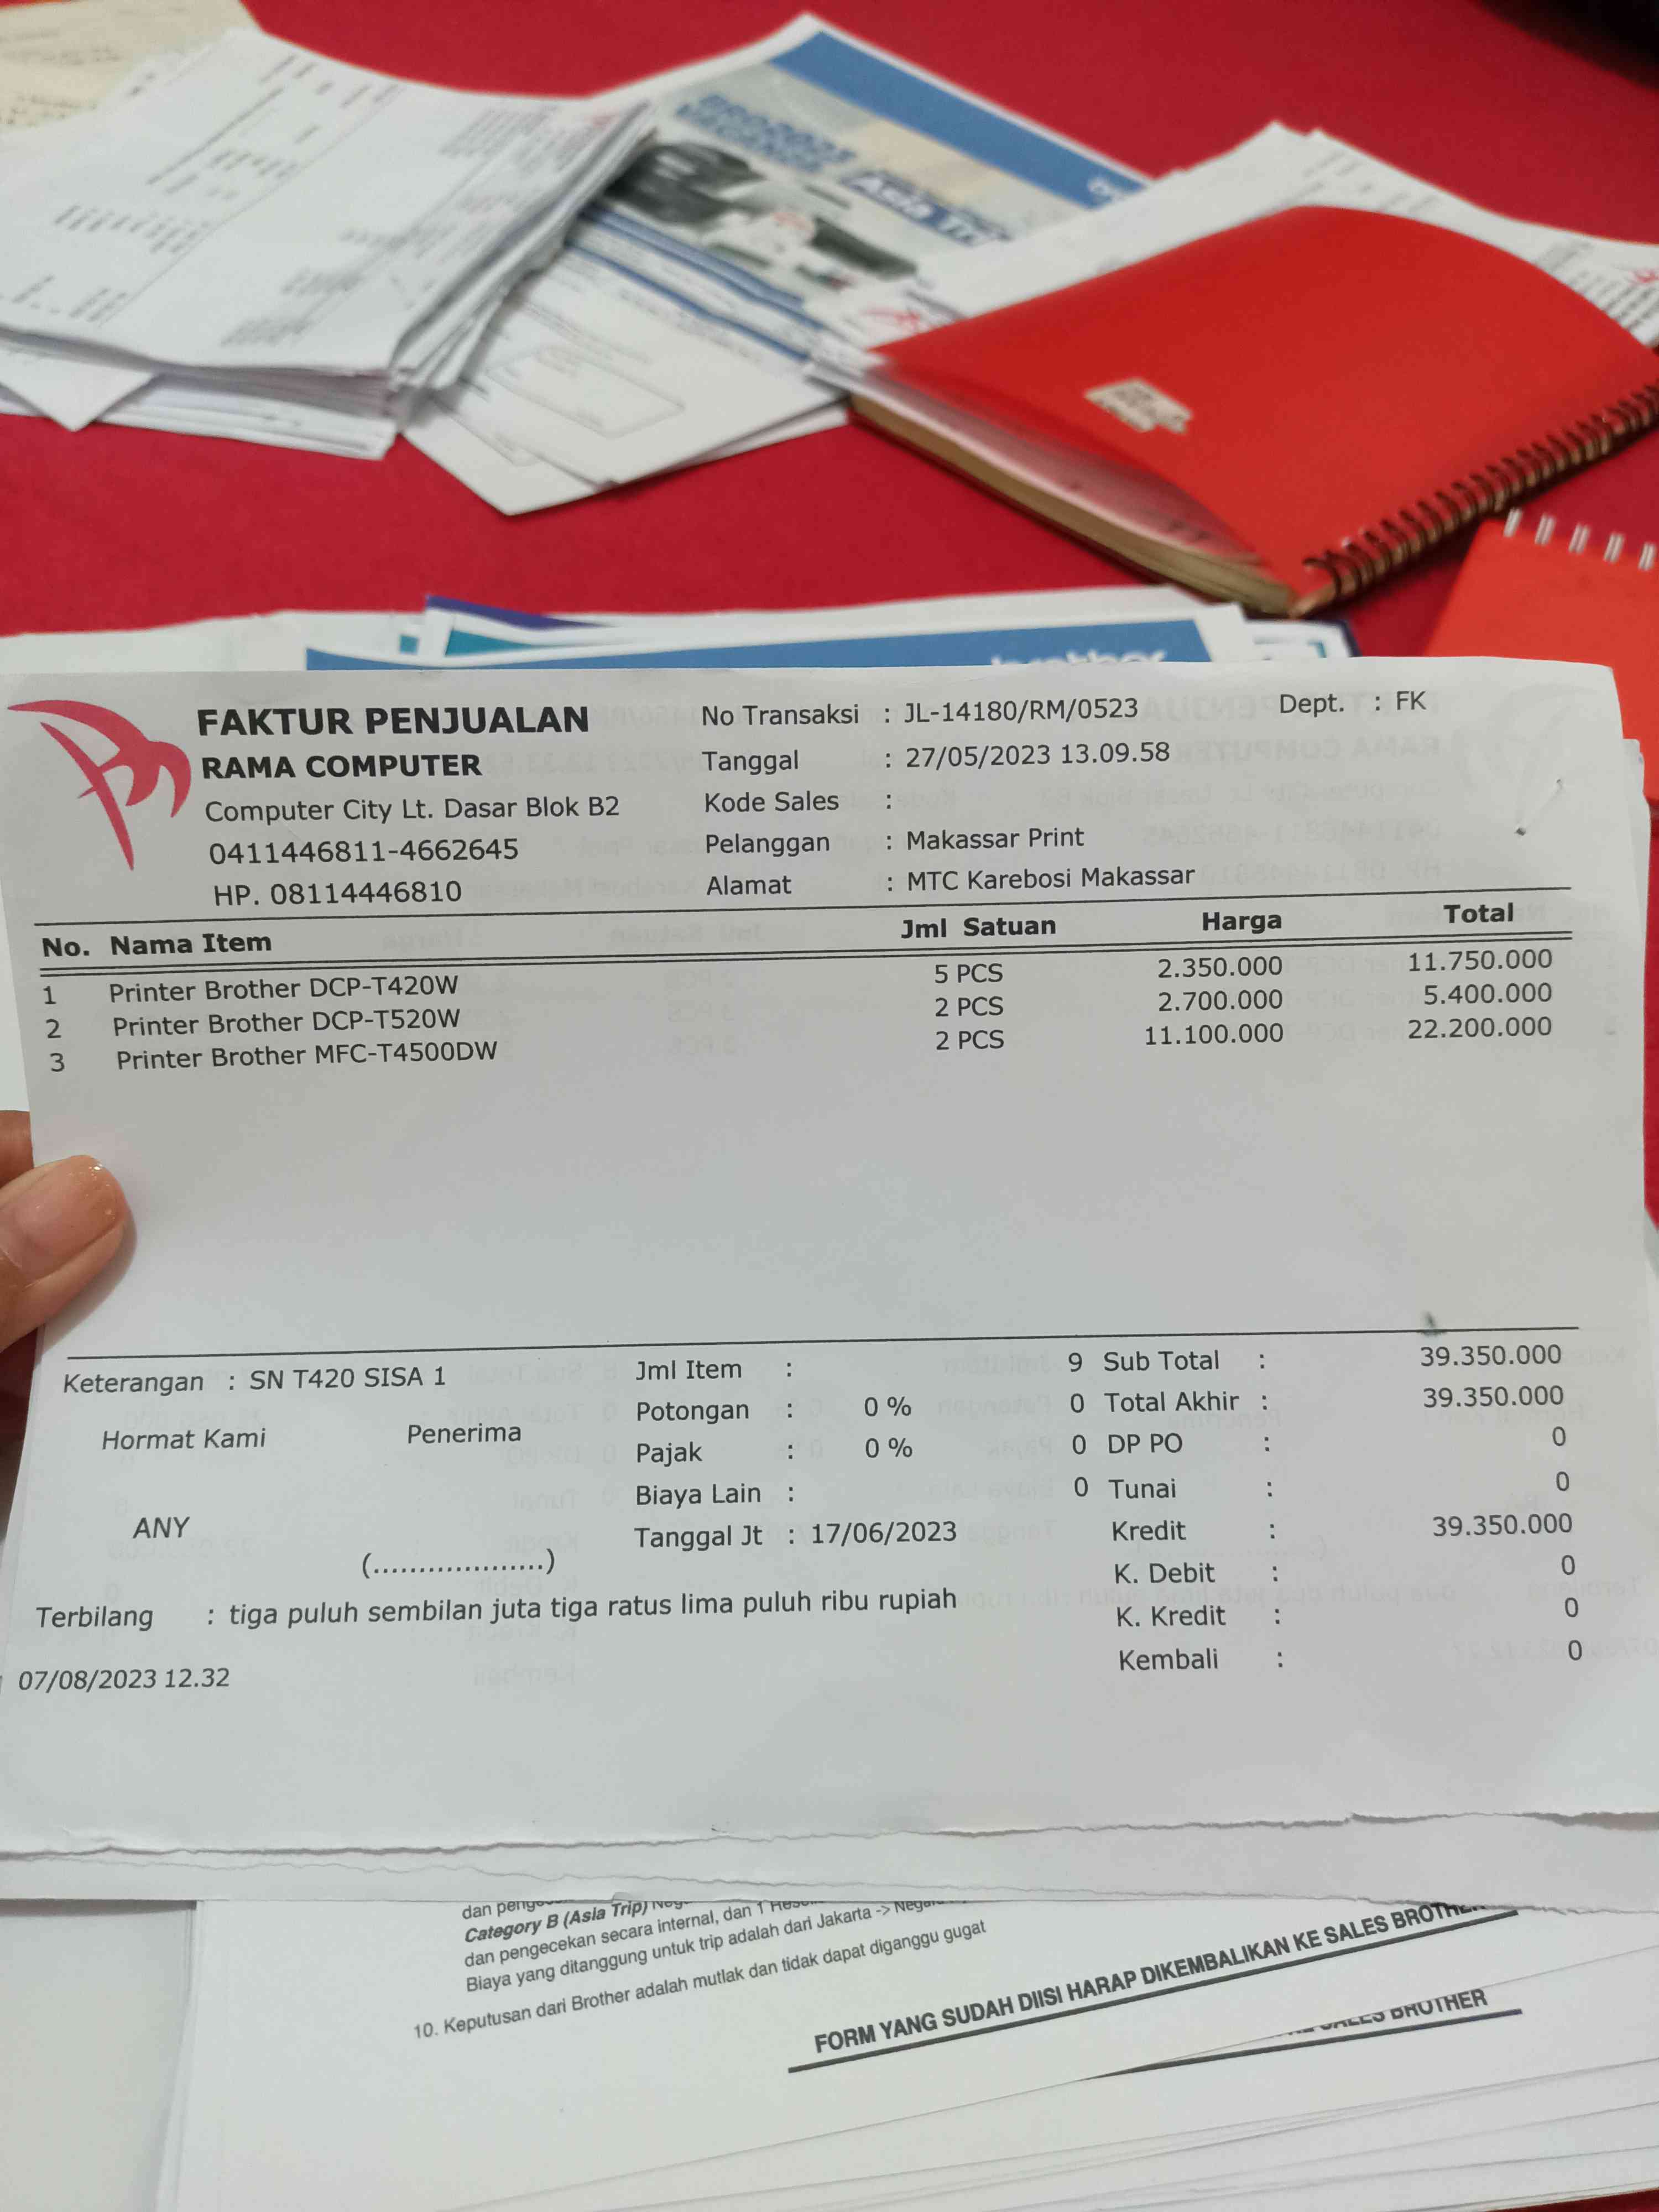 Asia Tri
FAKTUR PENJUALAN
RAMA COMPUTER
Computer City Lt. Dasar Blok B2
0411446811-4662645
HP. 08114446810
No Transaksi : JL-14180/RM/0523
Tanggal : 27/05/2023 13.09.58
Kode Sales :
Pelanggan : Makassar Print
Alamat : MTC Karebosi Makassar
Dept. : FK
No. Nama Item Jml Satuan Harga Total
1 Printer Brother DCP-T420W 5 PCS 2.350.000 11.750.000
2 Printer Brother DCP-T520W 2 PCS 2.700.000 5.400.000
3 Printer Brother MFC-T4500DW 2 PCS 11.100.000 22.200.000
Keterangan : SN T420 SISA 1
Hormat Kami Penerima
ANY
(...................)
Jml Item : 9
Potongan : 0 % 0
Pajak : 0 % 0
Biaya Lain : 0
Tanggal Jt : 17/06/2023
Sub Total : 39.350.000
Total Akhir : 39.350.000
DP PO : 0
Tunai : 0
Kredit : 39.350.000
K. Debit : 0
K. Kredit : 0
Kembali : 0
Terbilang : tiga puluh sembilan juta tiga ratus lima puluh ribu rupiah
07/08/2023 12.32
dan
Category B (Asia Trip)
dan pengecekan secara internal, dan 1
Biaya yang ditanggung untuk trip adalah dari Jakarta ->
10. Keputusan dari Brother adalah mutlak dan tidak dapat diganggu gugat
FORM YANG SUDAH DIISI HARAP DIKEMBALIKAN KE SALES BROTHER
SALES BROTHER